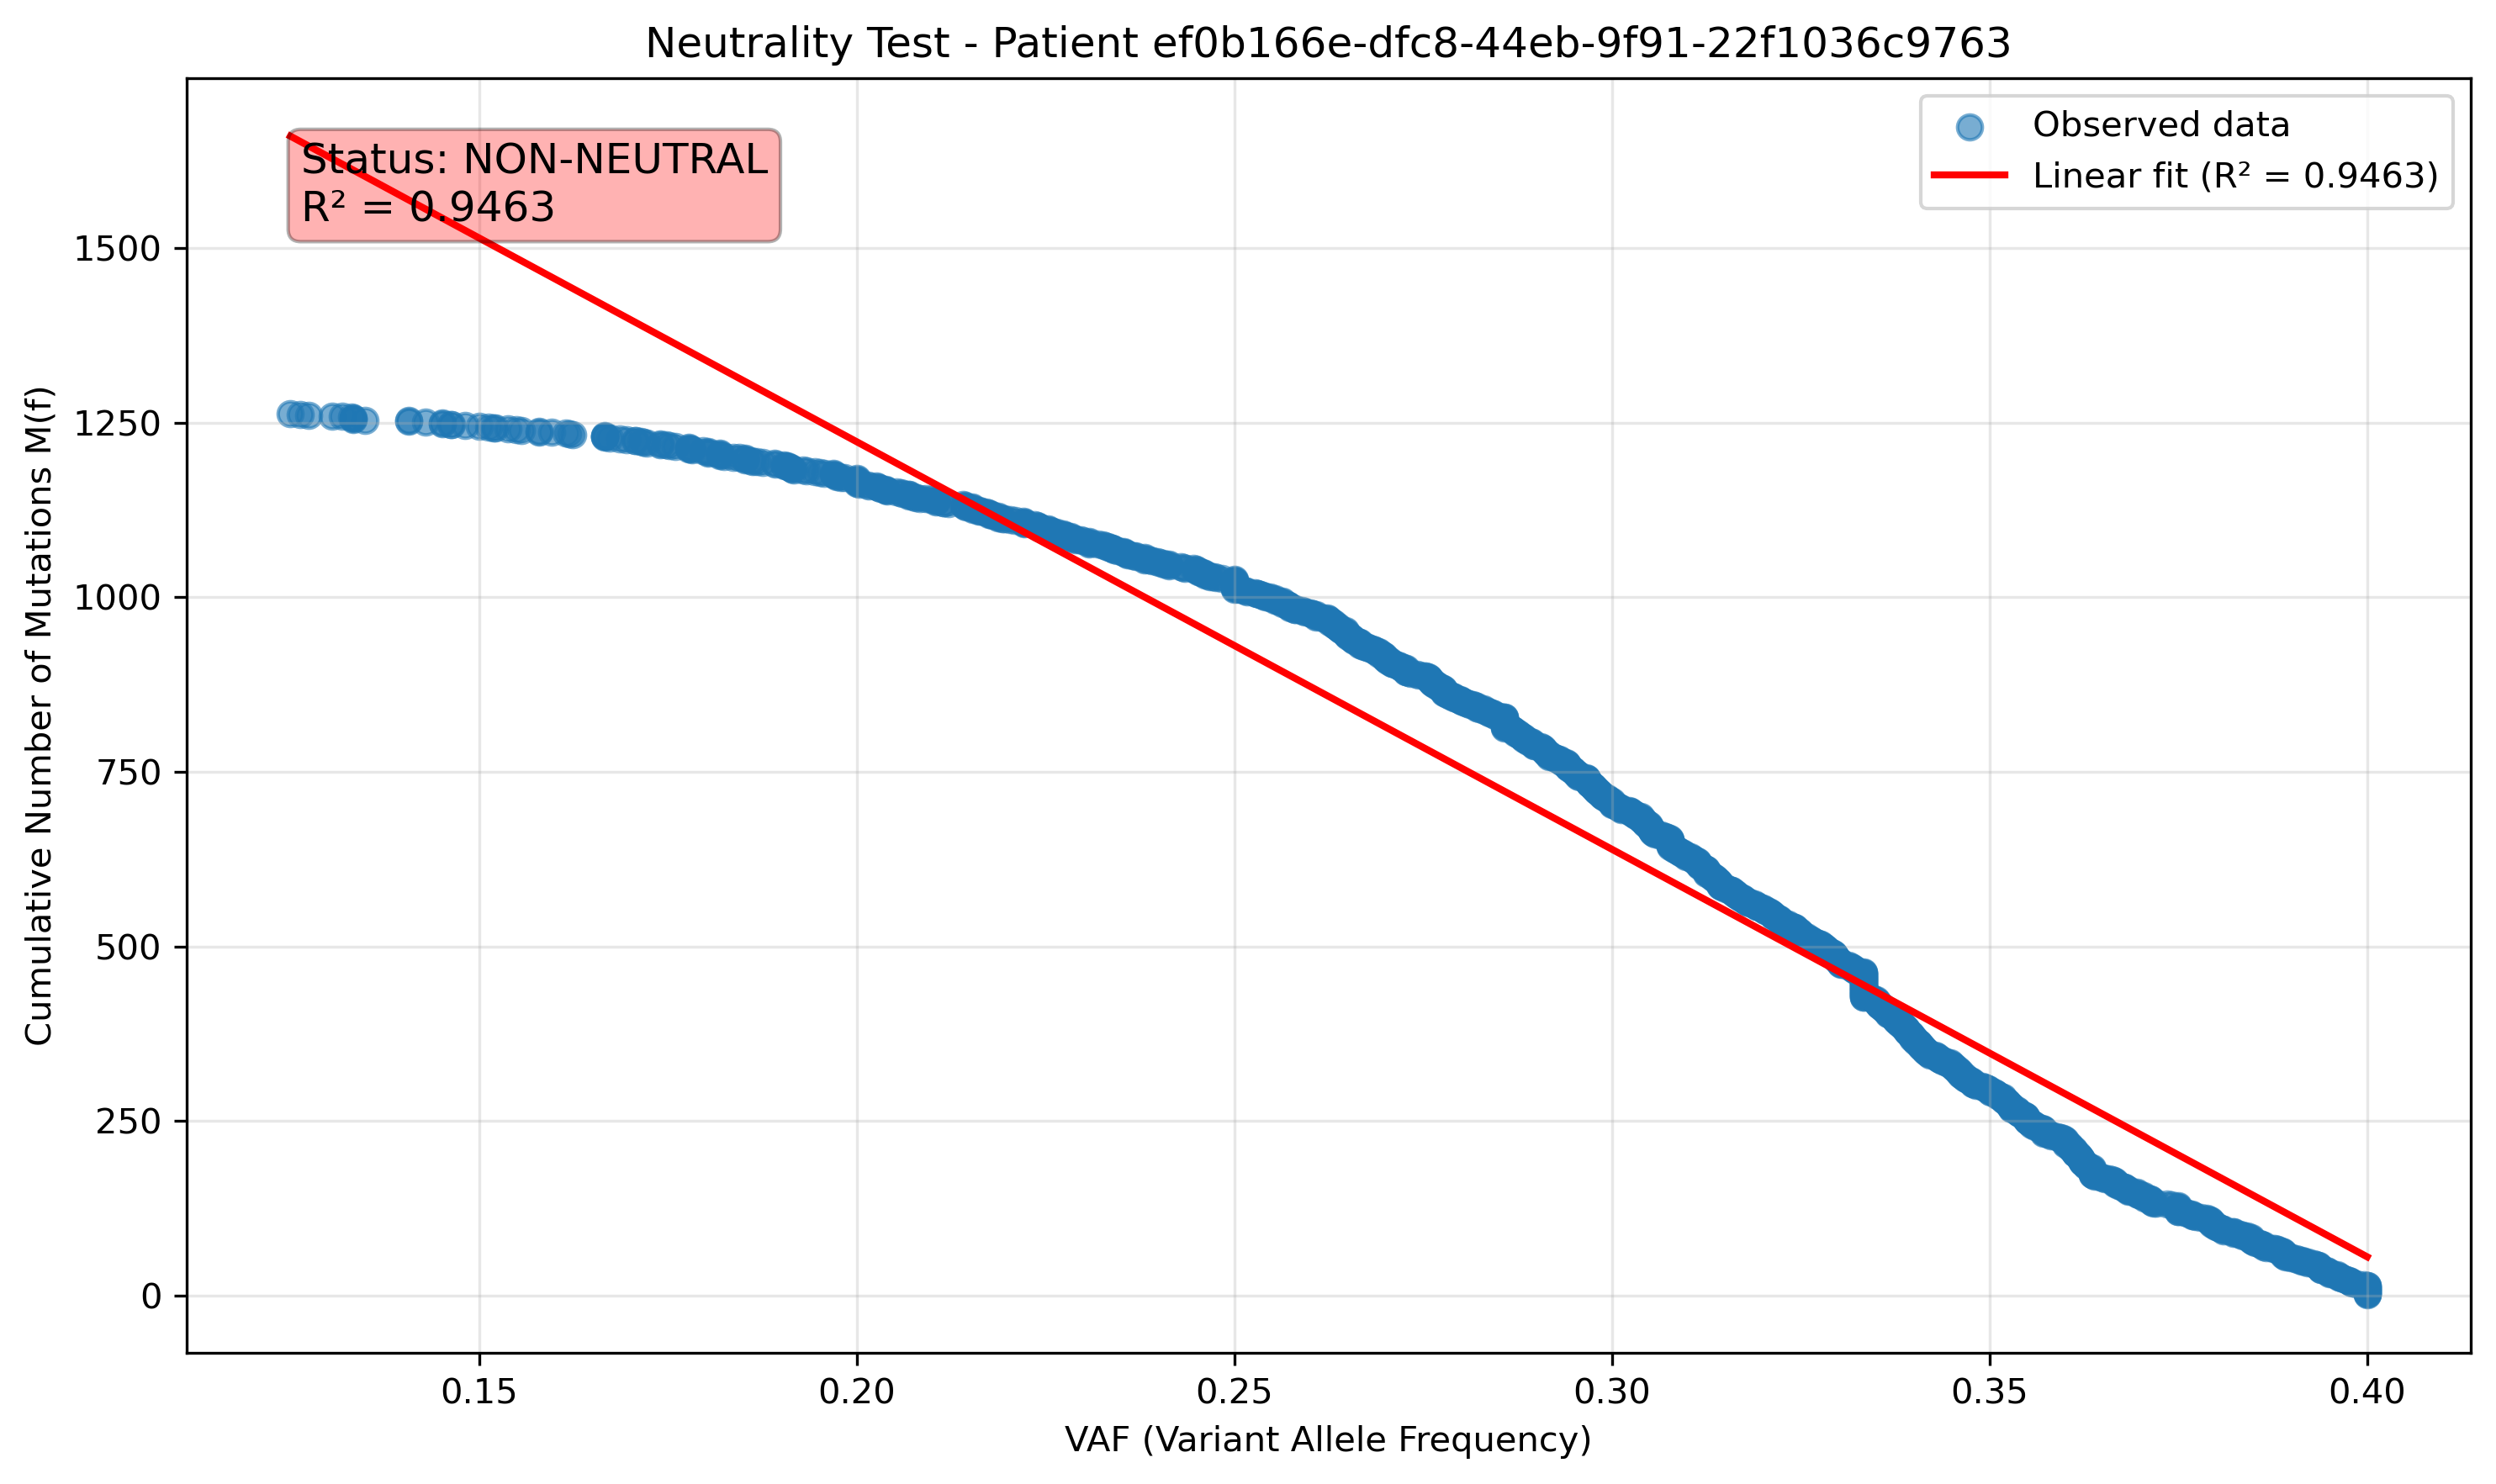 Neutrality Test - Patient ef0b166e-dfc8-44eb-9f91-22f1036c9763
Status: NON-NEUTRAL
R² = 0.9463
Observed data
Linear fit (R² = 0.9463)
Cumulative Number of Mutations M(f)
1500
1250
1000
750
500
250
0
0.15
0.20
0.25
0.30
0.35
0.40
VAF (Variant Allele Frequency)